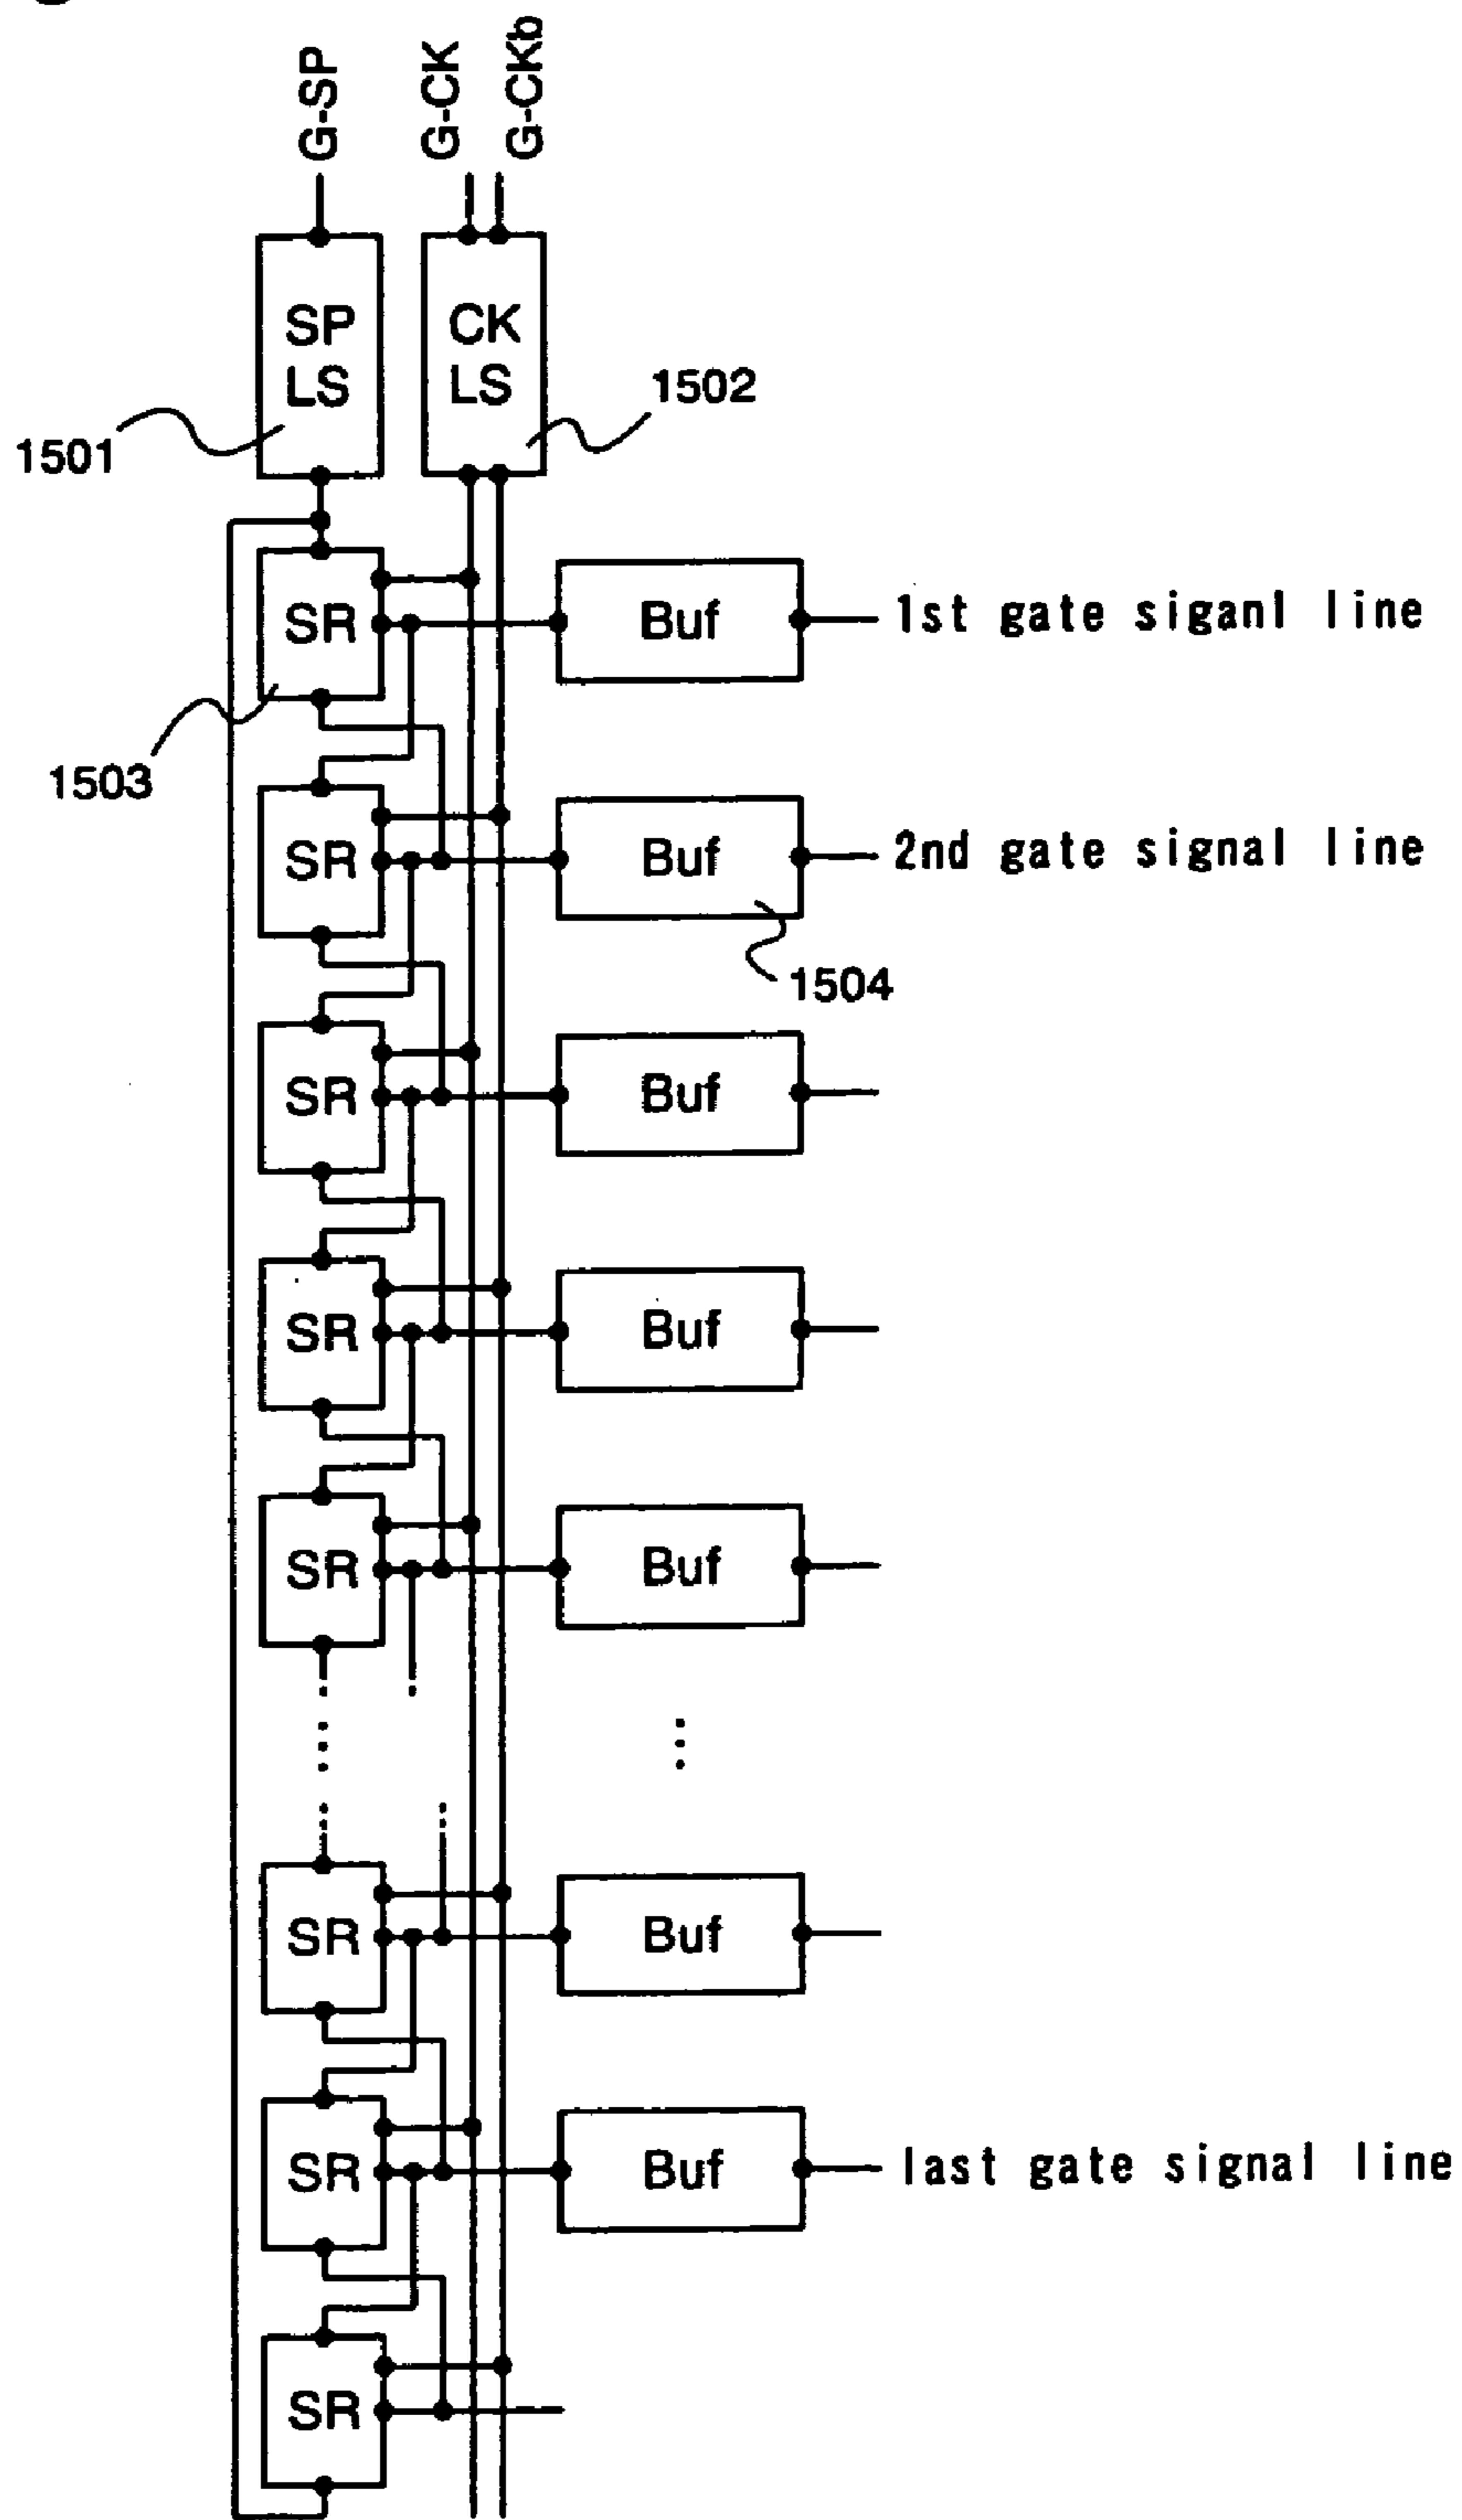 G-SP
G-CK
G-CKb
SP
LS
CK
LS
1501
1502
SR
Buf
1st gate siganl line
1503
SR
Buf
2nd gate signal line
1504
SR
Buf
SR
Buf
SR
Buf
SR
Buf
SR
Buf
last gate signal line
SR